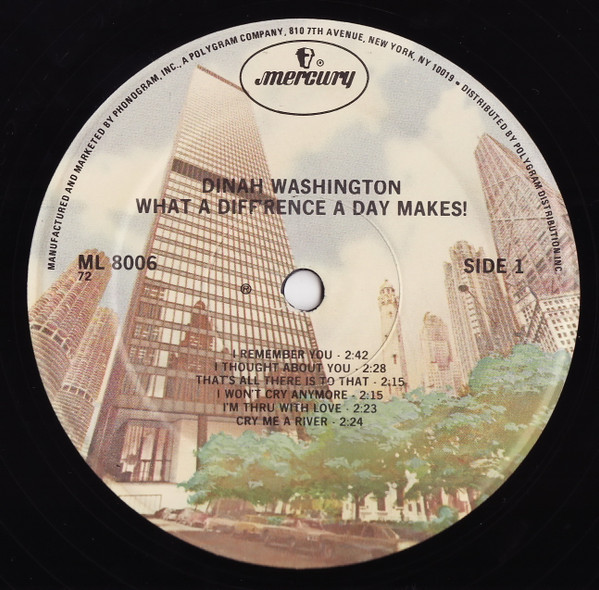 MANUFACTURED AND MARKETED BY PHONOGRAM, INC., A POLYGRAM COMPANY, 810 7TH AVENUE, NEW YORK, NY 10019 • DISTRIBUTED BY POLYGRAM DISTRIBUTION INC.
mercury
DINAH WASHINGTON
WHAT A DIFF'RENCE A DAY MAKES!
ML 8006
SIDE 1
72
℗
I REMEMBER YOU - 2:42
I THOUGHT ABOUT YOU - 2:28
THAT'S ALL THERE IS TO THAT - 2:15
I WON'T CRY ANYMORE - 2:15
I'M THRU WITH LOVE - 2:23
CRY ME A RIVER - 2:24